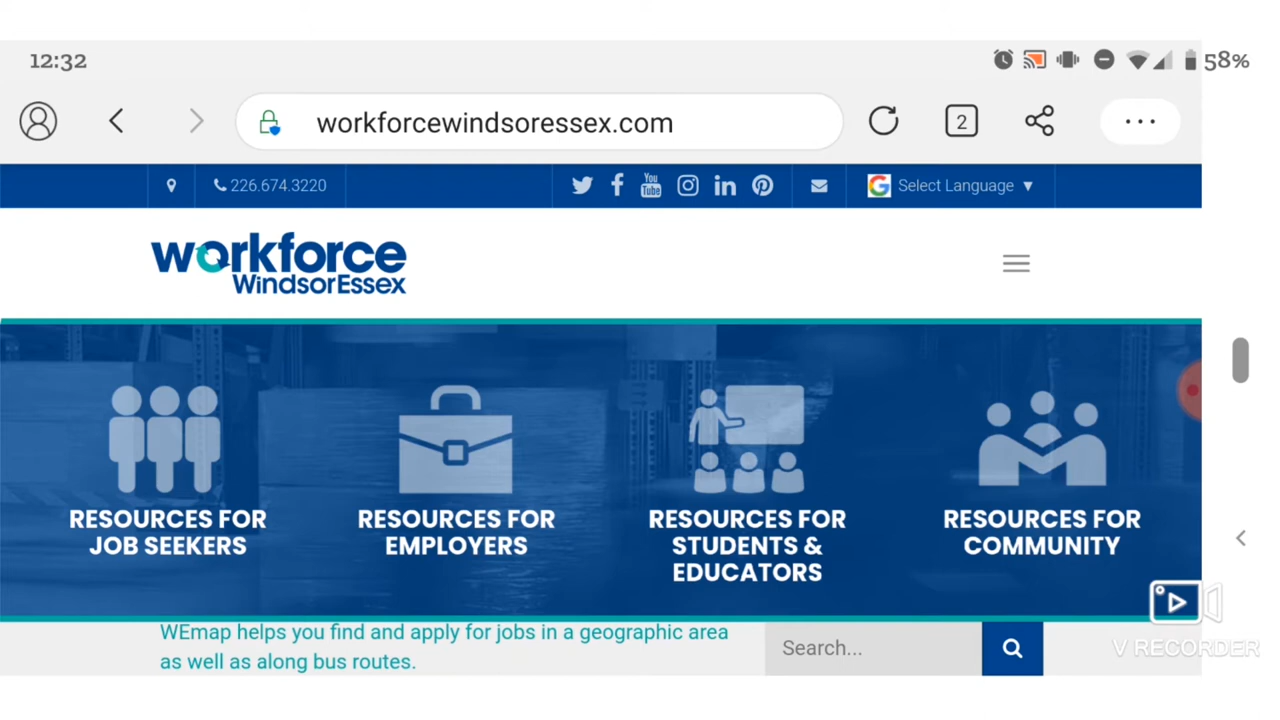 12:32
58%
workforcewindsoressex.com
2
226.674.3220
You
Tube
Select Language ▼
workforce
WindsorEssex
RESOURCES FOR
JOB SEEKERS
RESOURCES FOR
EMPLOYERS
RESOURCES FOR
STUDENTS &
EDUCATORS
RESOURCES FOR
COMMUNITY
WEmap helps you find and apply for jobs in a geographic area
as well as along bus routes.
Search...
V RECORDER